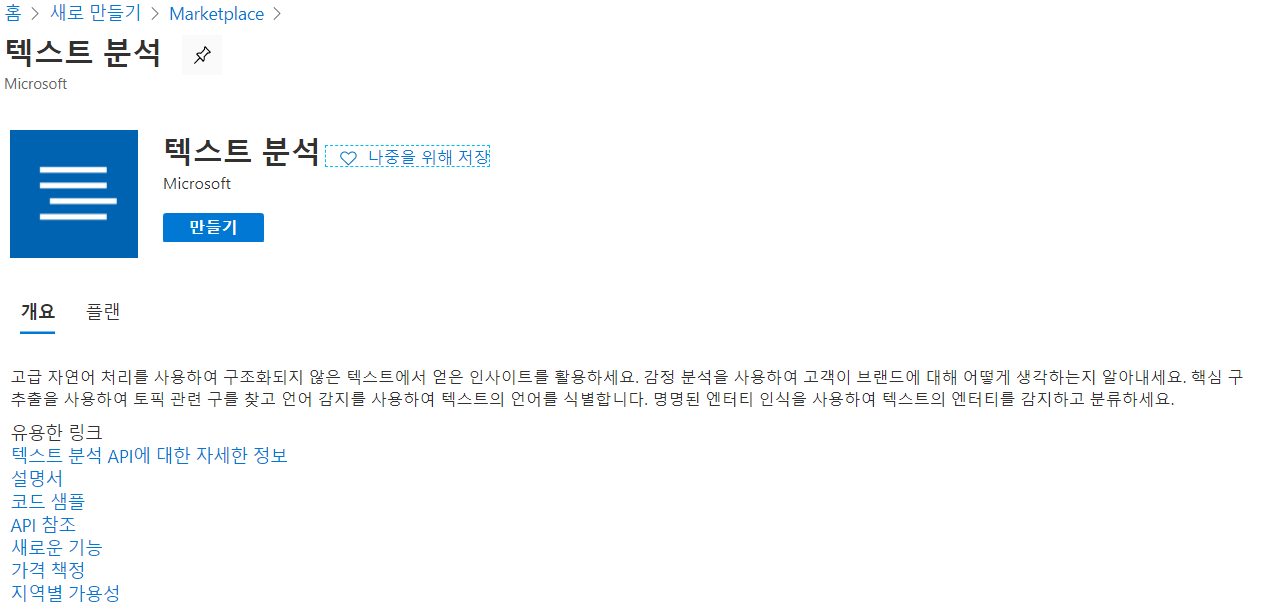 홈 > 새로 만들기 > Marketplace >
텍스트 분석
Microsoft
텍스트 분석 나중을 위해 저장
Microsoft
만들기
개요 플랜
고급 자연어 처리를 사용하여 구조화되지 않은 텍스트에서 얻은 인사이트를 활용하세요. 감정 분석을 사용하여 고객이 브랜드에 대해 어떻게 생각하는지 알아내세요. 핵심 구
추출을 사용하여 토픽 관련 구를 찾고 언어 감지를 사용하여 텍스트의 언어를 식별합니다. 명명된 엔터티 인식을 사용하여 텍스트의 엔터티를 감지하고 분류하세요.
유용한 링크
텍스트 분석 API에 대한 자세한 정보
설명서
코드 샘플
API 참조
새로운 기능
가격 책정
지역별 가용성